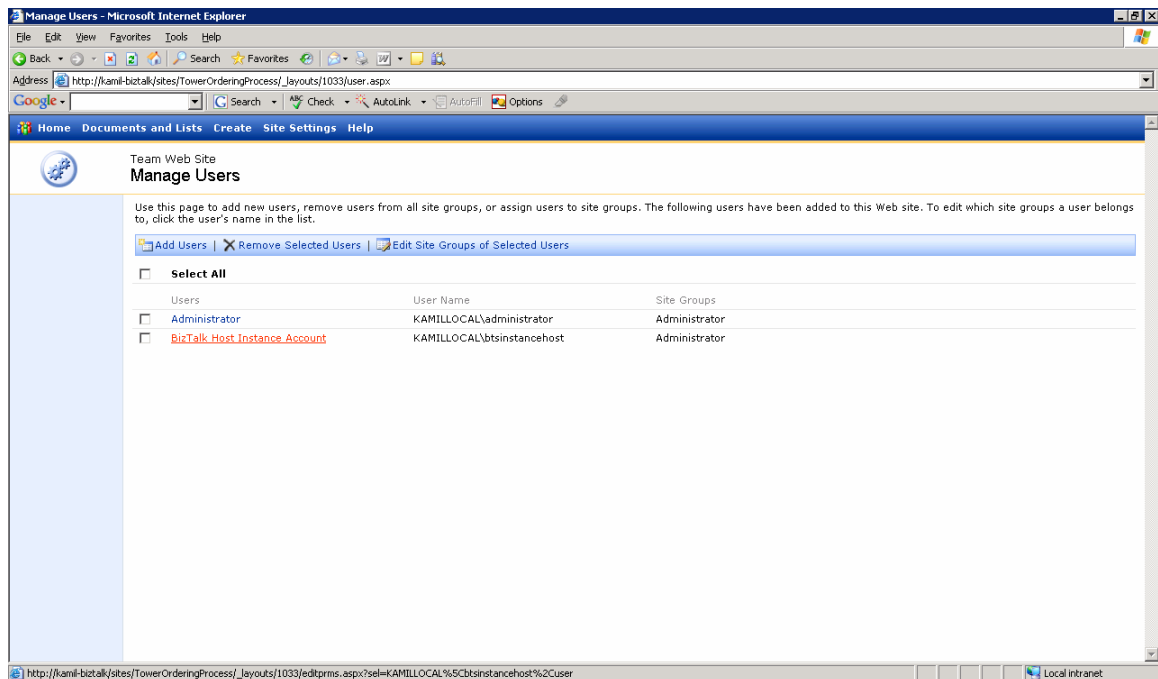 Manage Users - Microsoft Internet Explorer
File Edit View Favorites Tools Help
Back Search Favorites
Address http://kamil-biztalk/sites/TowerOrderingProcess/_layouts/1033/user.aspx
Google Search ABC Check AutoLink AutoFill Options
Home Documents and Lists Create Site Settings Help
Team Web Site
Manage Users
Use this page to add new users, remove users from all site groups, or assign users to site groups. The following users have been added to this Web site. To edit which site groups a user belongs
to, click the user's name in the list.
Add Users | Remove Selected Users | Edit Site Groups of Selected Users
Select All
Users User Name Site Groups
Administrator KAMILLOCAL\administrator Administrator
BizTalk Host Instance Account KAMILLOCAL\btsinstancehost Administrator
http://kamil-biztalk/sites/TowerOrderingProcess/_layouts/1033/editprms.aspx?sel=KAMILLOCAL%5Cbtsinstancehost%2Cuser Local intranet